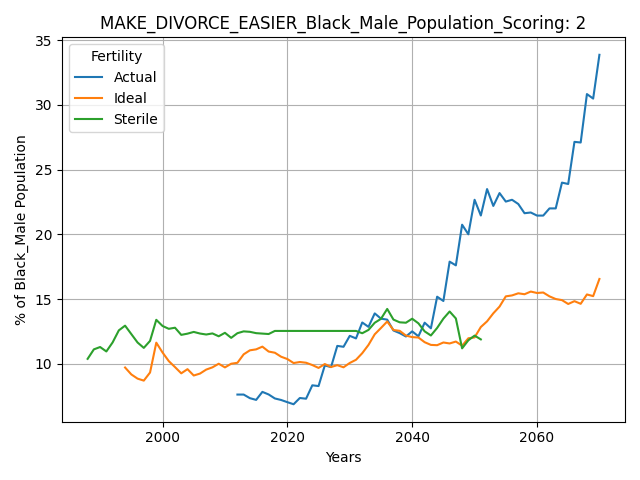 MAKE_DIVORCE_EASIER_Black_Male_Population_Scoring: 2
35
30
25
20
15
10
% of Black_Male Population
Fertility
Actual
Ideal
Sterile
2000
2020
2040
2060
Years